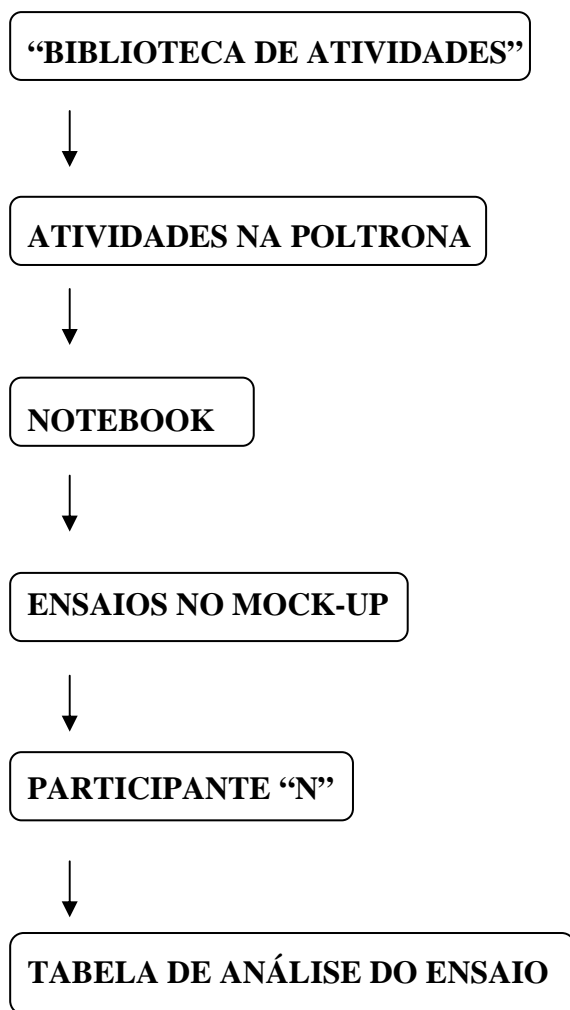 “BIBLIOTECA DE ATIVIDADES”
ATIVIDADES NA POLTRONA
NOTEBOOK
ENSAIOS NO MOCK-UP
PARTICIPANTE “N”
TABELA DE ANÁLISE DO ENSAIO